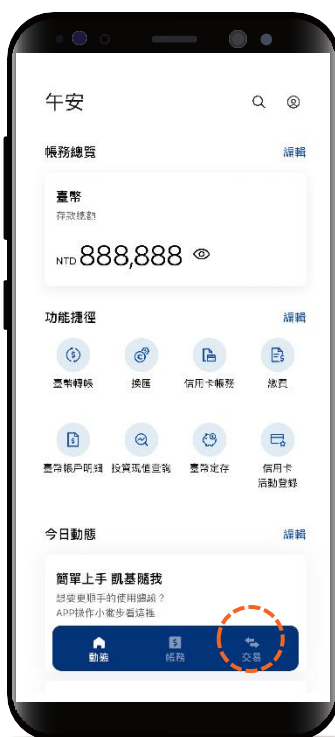 午安
帳務總覽 編輯
臺幣
存款總額
NTD 888,888
功能捷徑 編輯
臺幣轉帳 換匯 信用卡帳務 繳費
臺幣帳戶明細 投資現值查詢 臺幣定存 信用卡
活動登錄
今日動態 編輯
簡單上手 凱基隨我
想要更順手的使用體驗？
APP操作小撇步看這裡
動態 帳務 交易